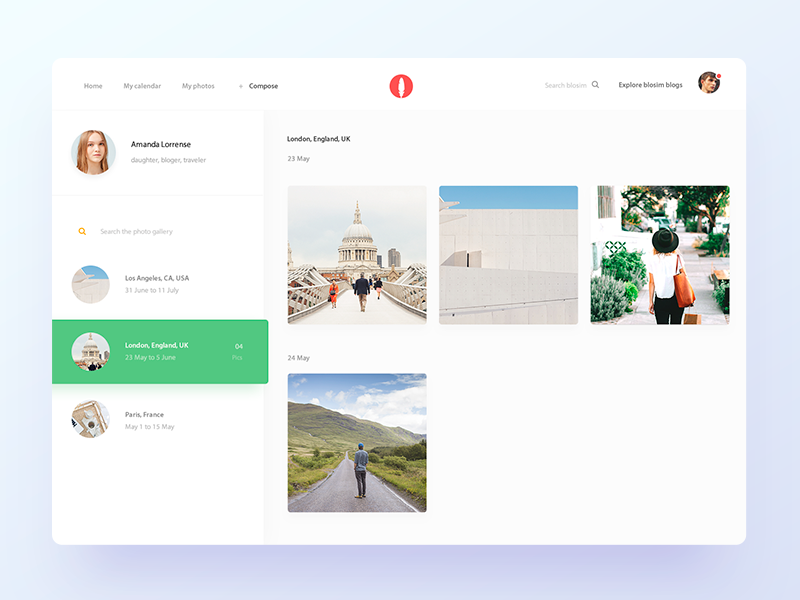 Home
My calendar
My photos
+ Compose
Search blosim
Explore blosim blogs
Amanda Lorrense
daughter, bloger, traveler
Search the photo gallery
Los Angeles, CA, USA
31 June to 11 July
London, England, UK
23 May to 5 June
04
Pics
Paris, France
May 1 to 15 May
London, England, UK
23 May
24 May